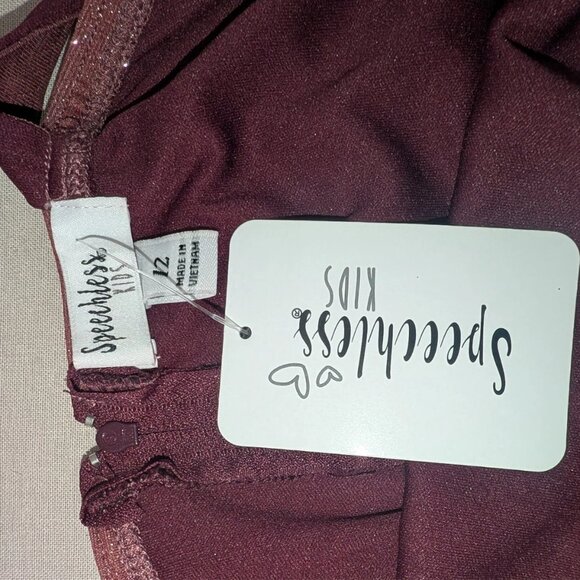 Speechless
KIDS
12
MADE IN
VIETNAM
Speechless®
KIDS